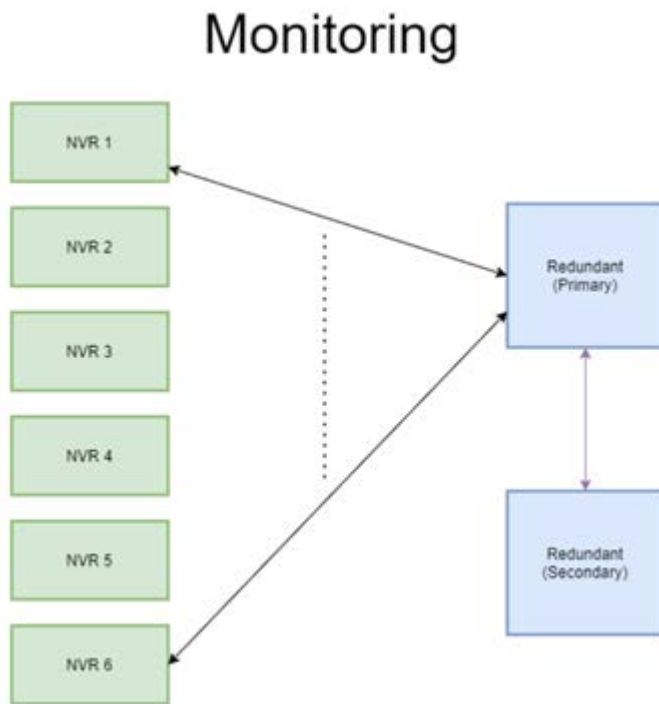 Monitoring
NVR 1
NVR 2
NVR 3
NVR 4
NVR 5
NVR 6
Redundant
(Primary)
Redundant
(Secondary)